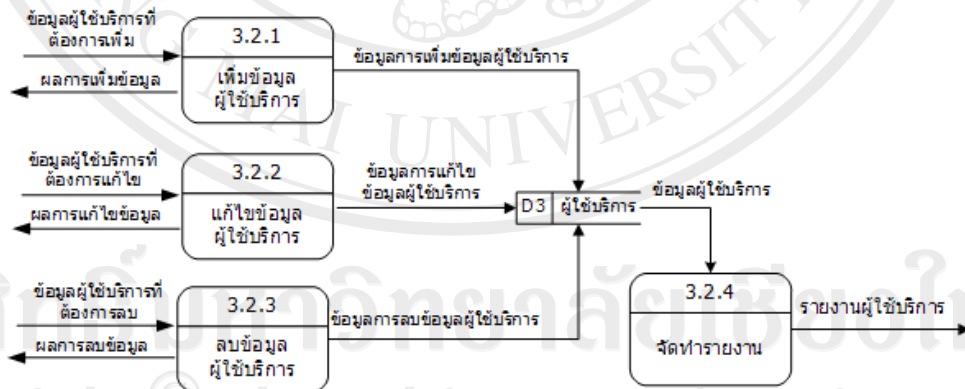 ข้อมูลผู้ใช้บริการที่
ต้องการเพิ่ม
ผลการเพิ่มข้อมูล
3.2.1
เพิ่มข้อมูล
ผู้ใช้บริการ
ข้อมูลการเพิ่มข้อมูลผู้ใช้บริการ
ข้อมูลผู้ใช้บริการที่
ต้องการแก้ไข
ผลการแก้ไขข้อมูล
3.2.2
แก้ไขข้อมูล
ผู้ใช้บริการ
ข้อมูลการแก้ไข
ข้อมูลผู้ใช้บริการ
D3 ผู้ใช้บริการ
ข้อมูลผู้ใช้บริการ
ข้อมูลผู้ใช้บริการที่
ต้องการลบ
ผลการลบข้อมูล
3.2.3
ลบข้อมูล
ผู้ใช้บริการ
ข้อมูลการลบข้อมูลผู้ใช้บริการ
3.2.4
จัดทำรายงาน
รายงานผู้ใช้บริการ
MAI UNIVERS